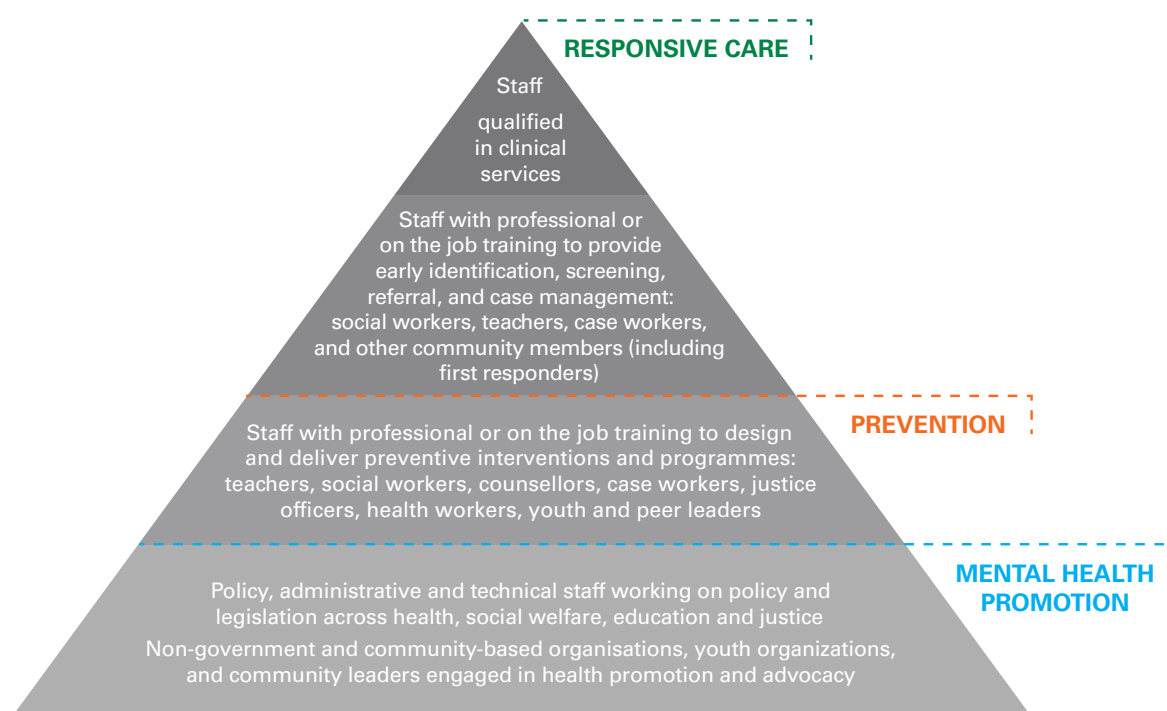 RESPONSIVE CARE
Staff
qualified
in clinical
services
Staff with professional or
on the job training to provide
early identification, screening,
referral, and case management:
social workers, teachers, case workers,
and other community members (including
first responders)
PREVENTION
Staff with professional or on the job training to design
and deliver preventive interventions and programmes:
teachers, social workers, counsellors, case workers, justice
officers, health workers, youth and peer leaders
MENTAL HEALTH
PROMOTION
Policy, administrative and technical staff working on policy and
legislation across health, social welfare, education and justice
Non-government and community-based organisations, youth organizations,
and community leaders engaged in health promotion and advocacy